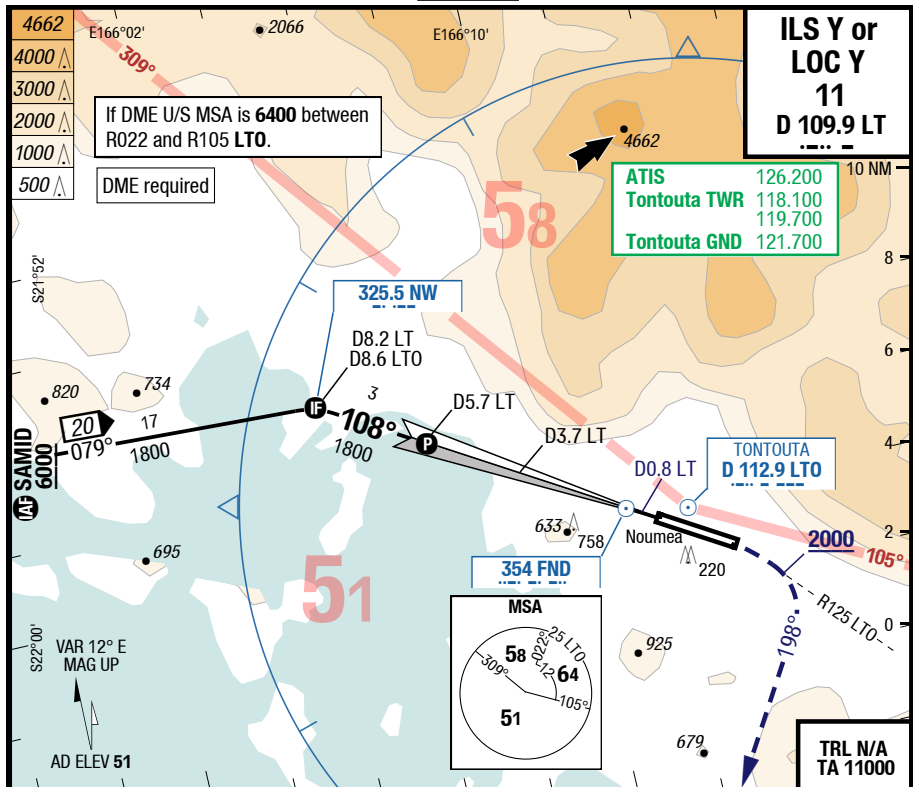 4662
4000
3000
2000
1000
500
E166°02'
309°
2066
E166°10'
ILS Y or
LOC Y
11
D 109.9 LT
If DME U/S MSA is 6400 between
R022 and R105 LTO.
DME required
4662
58
ATIS 126.200
Tontouta TWR 118.100
119.700
Tontouta GND 121.700
10 NM
8
6
4
2
0
S21°52'
325.5 NW
D8.2 LT
D8.6 LTO
820
734
20
17
079°
1800
IAF SAMID
6000
IF
3
108°
1800
P
D5.7 LT
D3.7 LT
D0.8 LT
TONTOUTA
D 112.9 LTO
633
758
Noumea
220
2000
105°
354 FND
695
51
R125 LTO
198°
925
679
S22°00'
VAR 12° E
MAG UP
AD ELEV 51
MSA
58
022°
25 LTO
12
64
309°
105°
51
TRL N/A
TA 11000